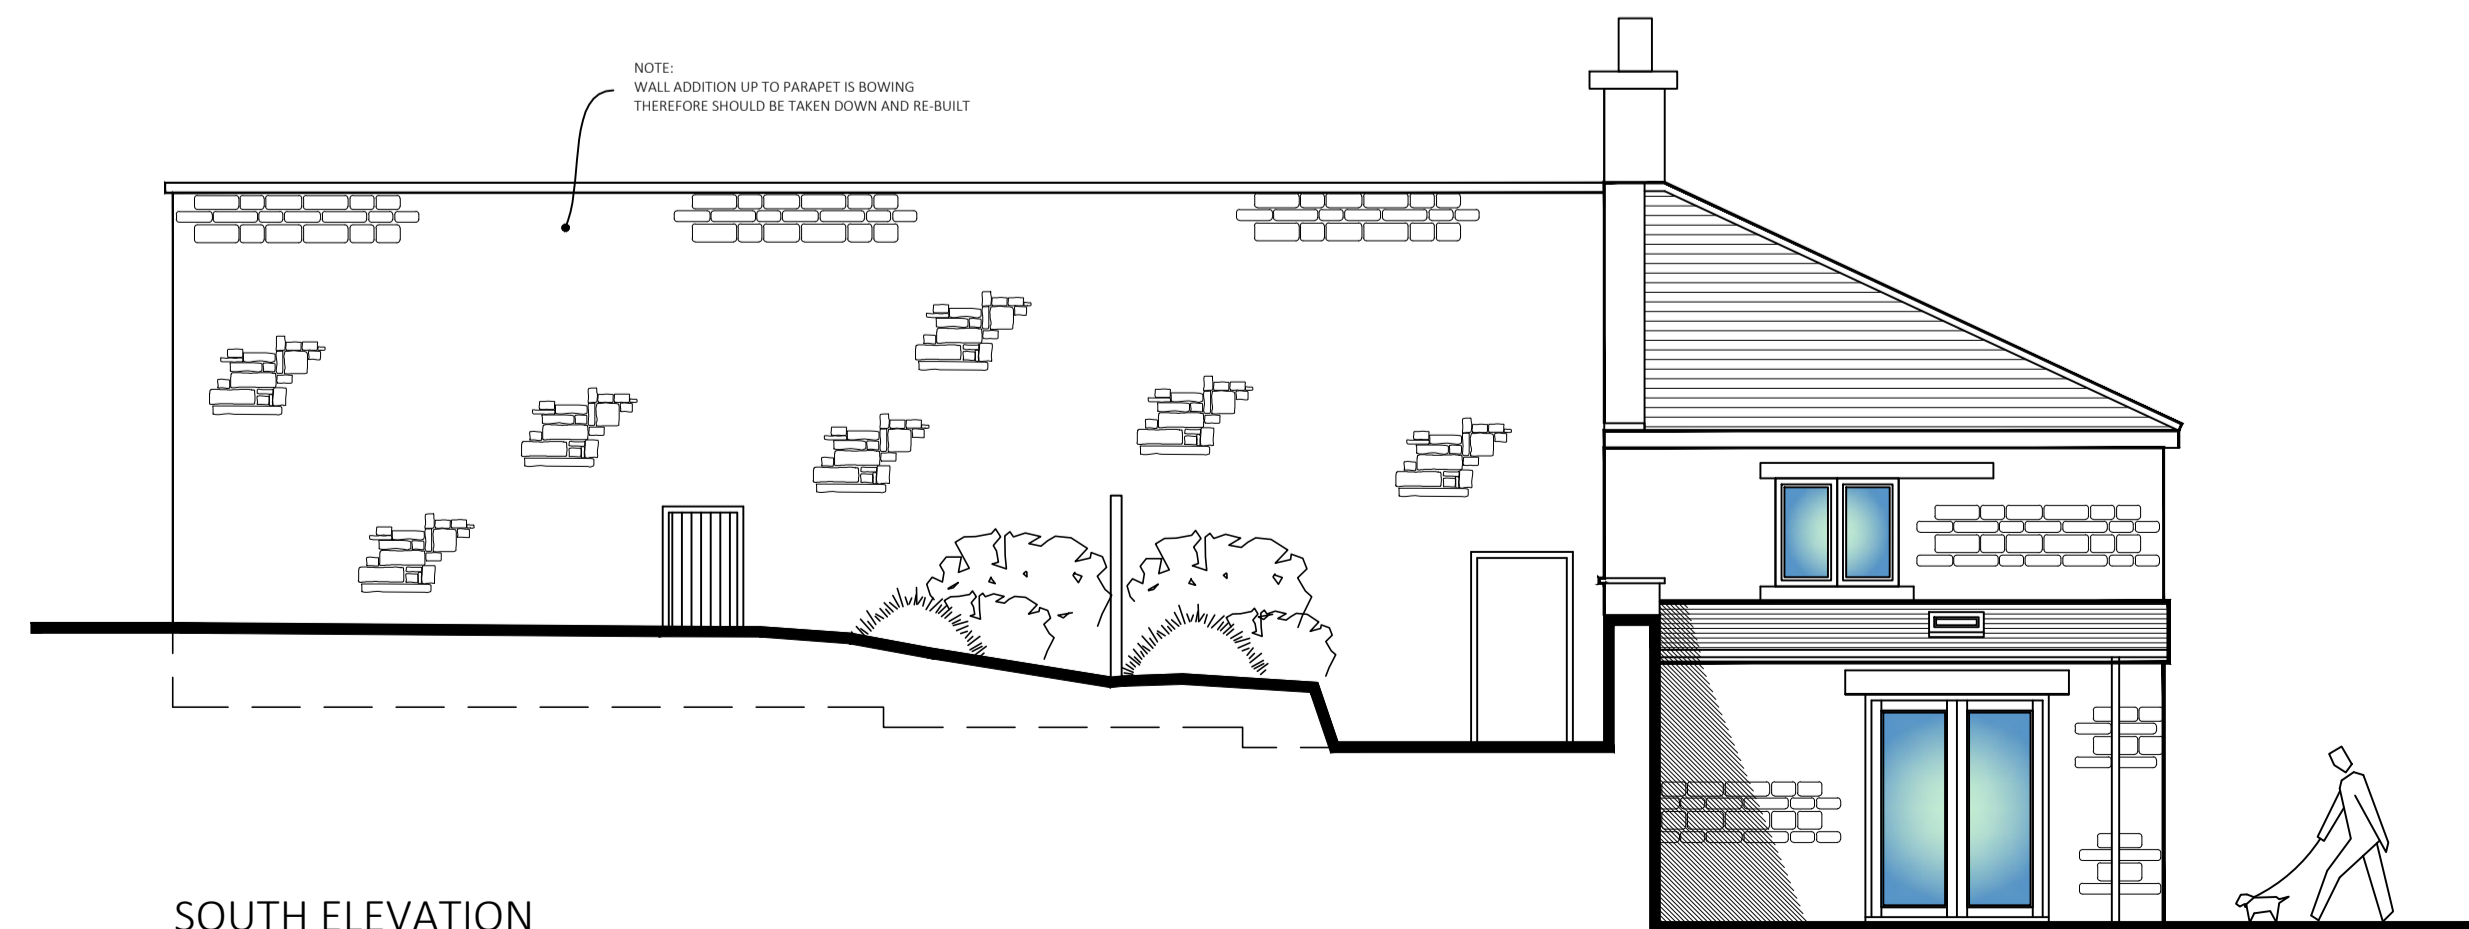 NOTE:
WALL ADDITION UP TO PARAPET IS BOWING
THEREFORE SHOULD BE TAKEN DOWN AND RE-BUILT
SOUTH ELEVATION